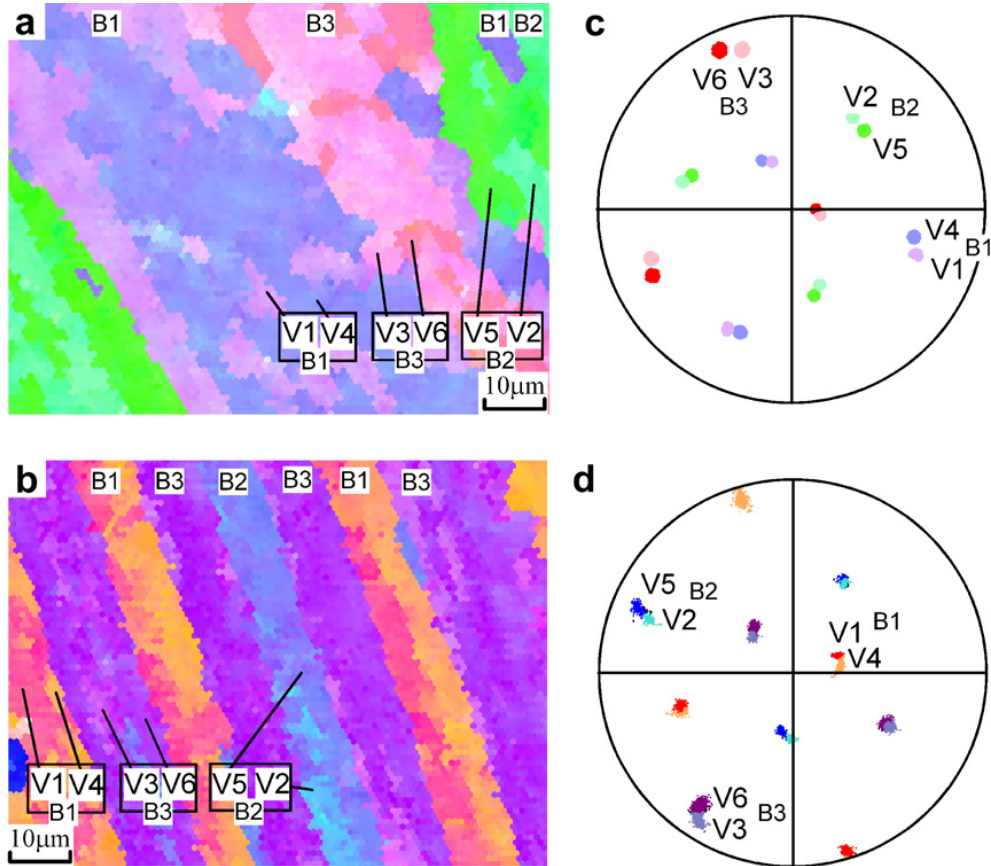 a
B1 B3 B1 B2
V1 V4 V3 V6 V5 V2
B1 B3 B2
10μm
c
V6 V3
B3
V2 B2
V5
V4
B1
V1
b
B1 B3 B2 B3 B1 B3
V1 V4 V3 V6 V5 V2
B1 B3 B2
10μm
d
V5 B2
V2
V1 B1
V4
V6 B3
V3